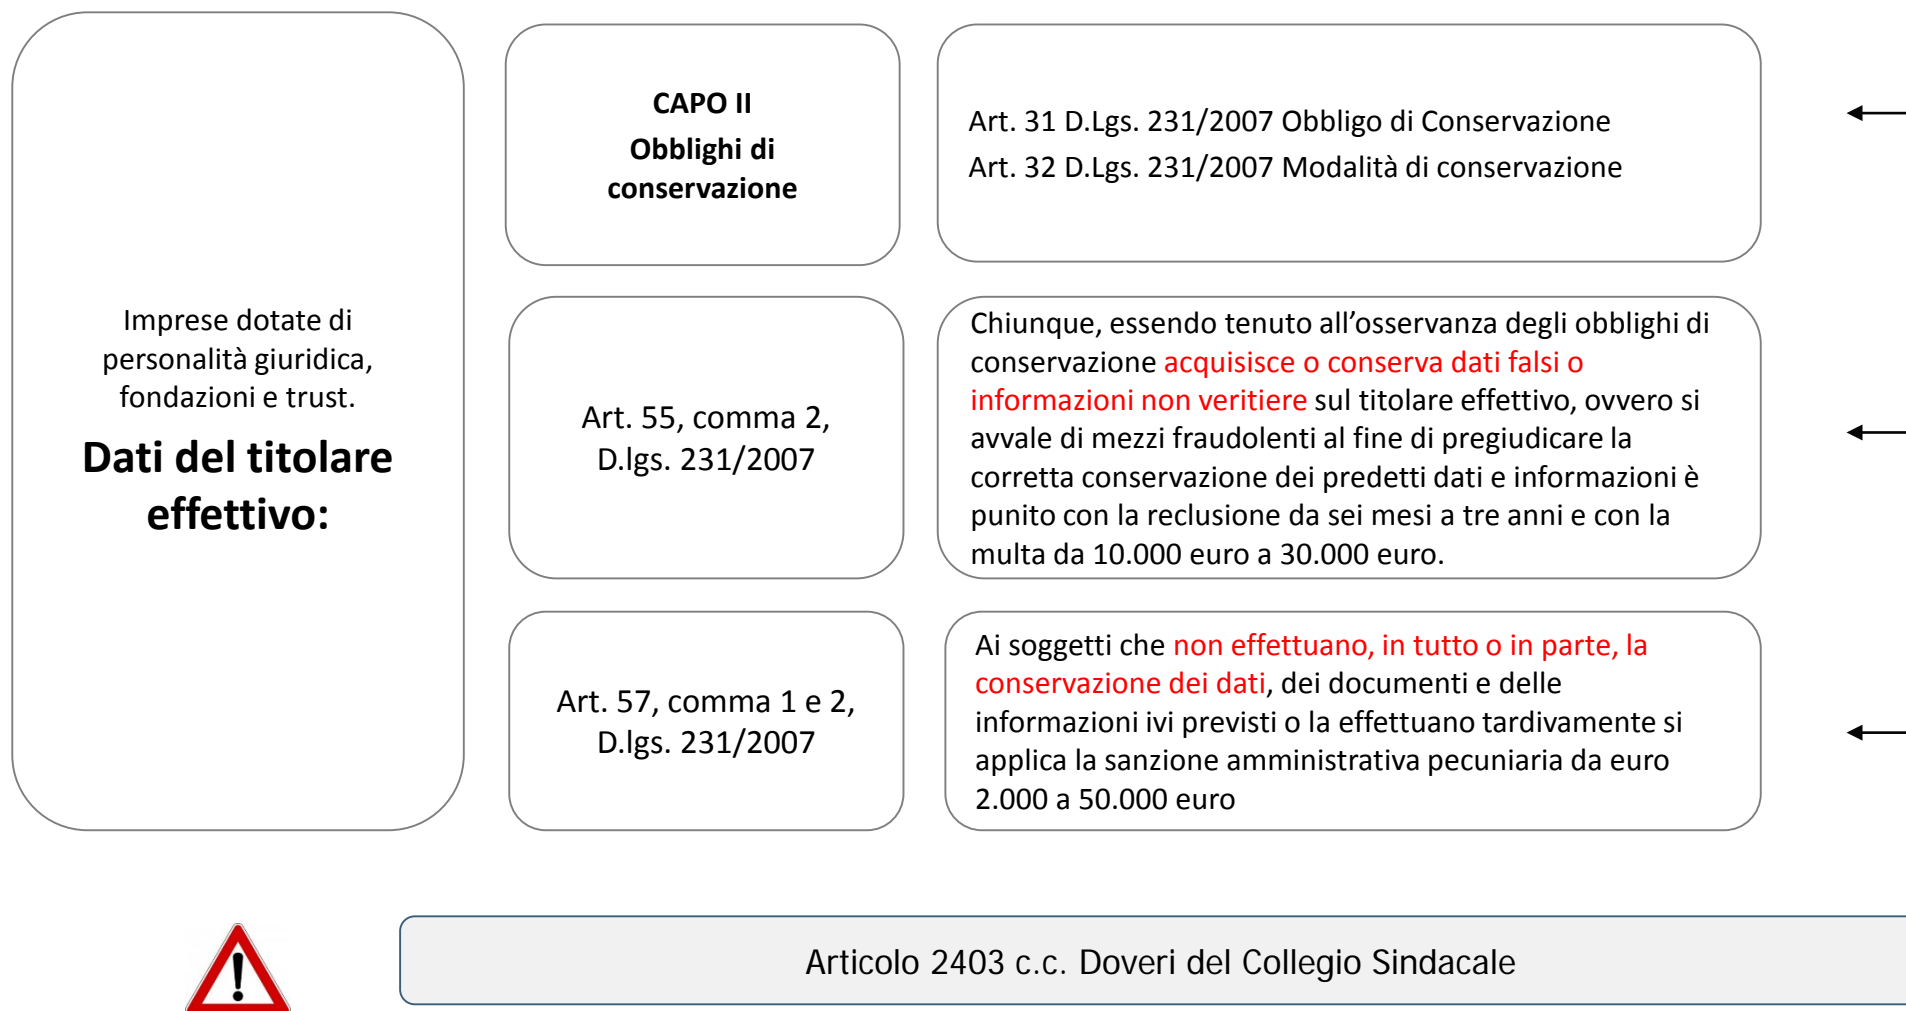 Imprese dotate di
personalità giuridica,
fondazioni e trust.
Dati del titolare
effettivo:
CAPO II
Obblighi di
conservazione
Art. 31 D.Lgs. 231/2007 Obbligo di Conservazione
Art. 32 D.Lgs. 231/2007 Modalità di conservazione
Art. 55, comma 2,
D.lgs. 231/2007
Chiunque, essendo tenuto all’osservanza degli obblighi di
conservazione acquisisce o conserva dati falsi o
informazioni non veritiere sul titolare effettivo, ovvero si
avvale di mezzi fraudolenti al fine di pregiudicare la
corretta conservazione dei predetti dati e informazioni è
punito con la reclusione da sei mesi a tre anni e con la
multa da 10.000 euro a 30.000 euro.
Art. 57, comma 1 e 2,
D.lgs. 231/2007
Ai soggetti che non effettuano, in tutto o in parte, la
conservazione dei dati, dei documenti e delle
informazioni ivi previsti o la effettuano tardivamente si
applica la sanzione amministrativa pecuniaria da euro
2.000 a 50.000 euro
Articolo 2403 c.c. Doveri del Collegio Sindacale